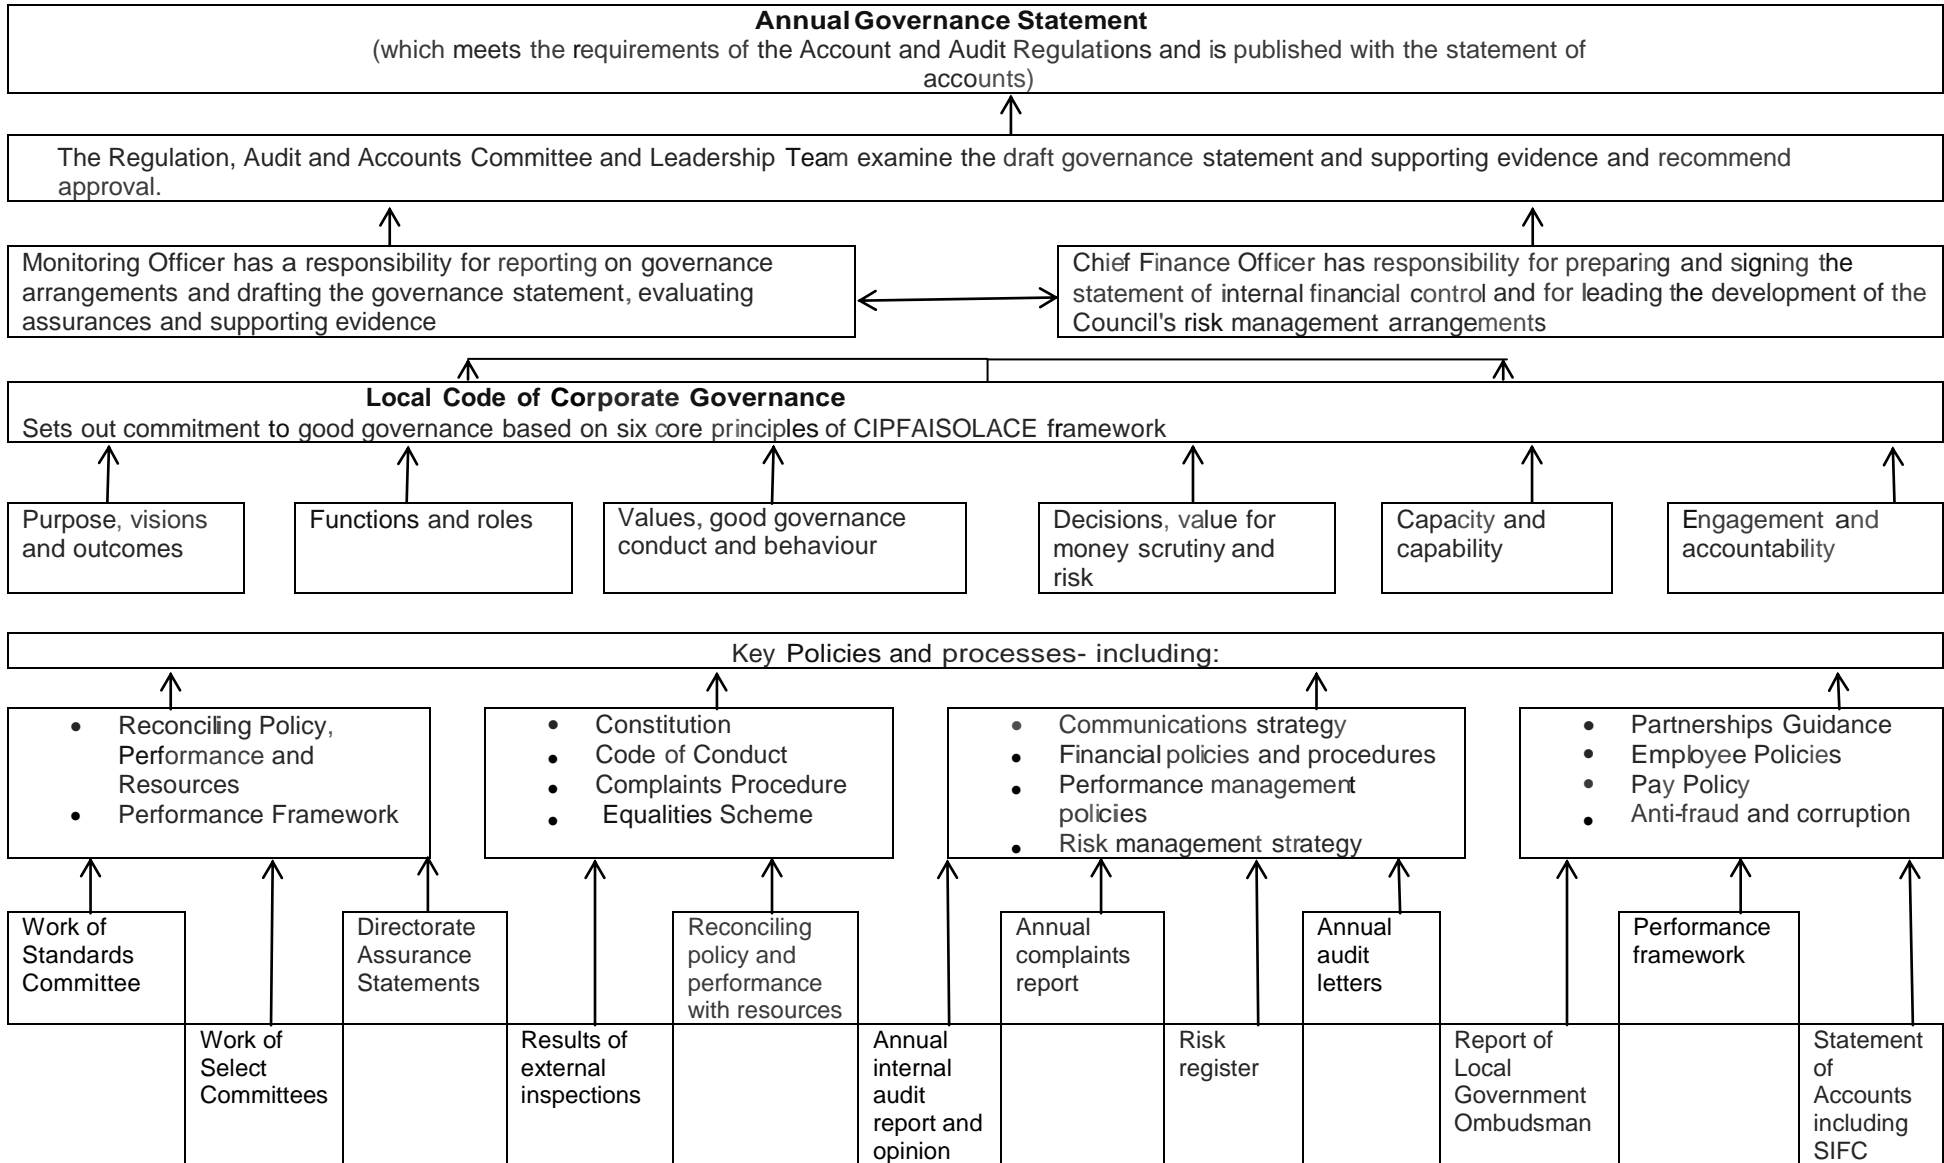 Annual Governance Statement
(which meets the requirements of the Account and Audit Regulations and is published with the statement of
accounts)
The Regulation, Audit and Accounts Committee and Leadership Team examine the draft governance statement and supporting evidence and recommend
approval.
Monitoring Officer has a responsibility for reporting on governance
arrangements and drafting the governance statement, evaluating
assurances and supporting evidence
Chief Finance Officer has responsibility for preparing and signing the
statement of internal financial control and for leading the development of the
Council's risk management arrangements
Local Code of Corporate Governance
Sets out commitment to good governance based on six core principles of CIPFAISOLACE framework
Purpose, visions
and outcomes
Functions and roles
Values, good governance
conduct and behaviour
Decisions, value for
money scrutiny and
risk
Capacity and
capability
Engagement and
accountability
Key Policies and processes- including:
• Reconciling Policy,
Performance and
Resources
• Performance Framework
• Constitution
• Code of Conduct
• Complaints Procedure
• Equalities Scheme
• Communications strategy
• Financial policies and procedures
• Performance management
policies
• Risk management strategy
• Partnerships Guidance
• Employee Policies
• Pay Policy
• Anti-fraud and corruption
Work of
Standards
Committee
Work of
Select
Committees
Directorate
Assurance
Statements
Results of
external
inspections
Reconciling
policy and
performance
with resources
Annual
internal
audit
report and
opinion
Annual
complaints
report
Risk
register
Annual
audit
letters
Report of
Local
Government
Ombudsman
Performance
framework
Statement
of
Accounts
including
SIFC